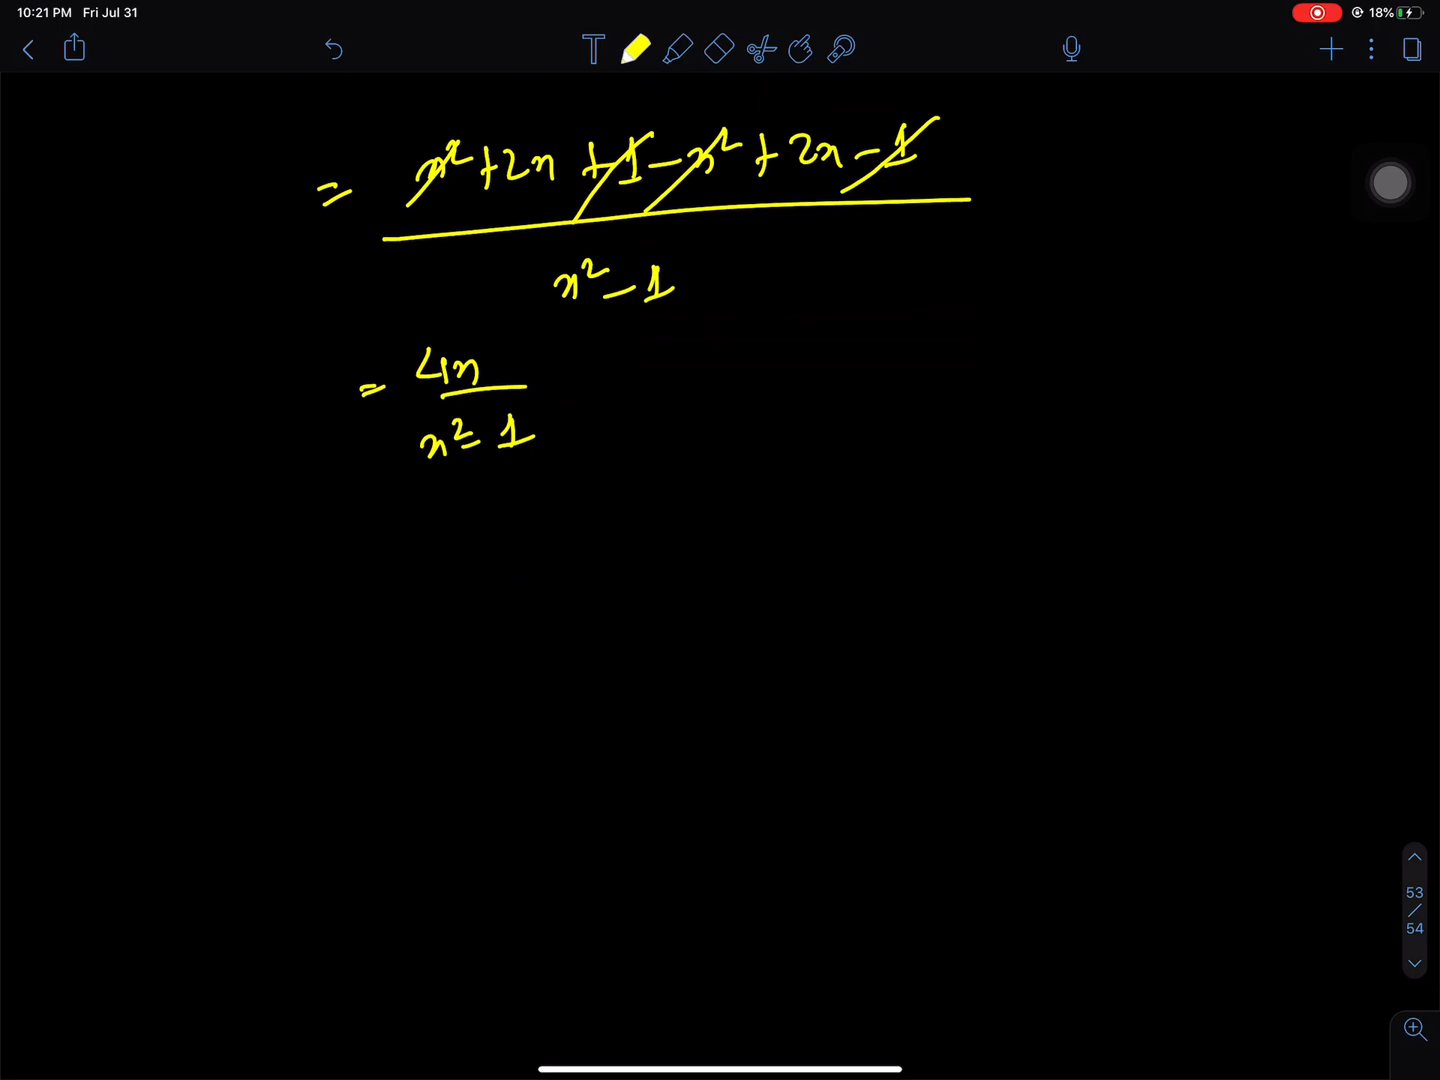 10:21 PM Fri Jul 31 18%
T
= x² + 2x + 1 - x² + 2x - 1
x² - 1
= 4x
x² - 1
53
/
54